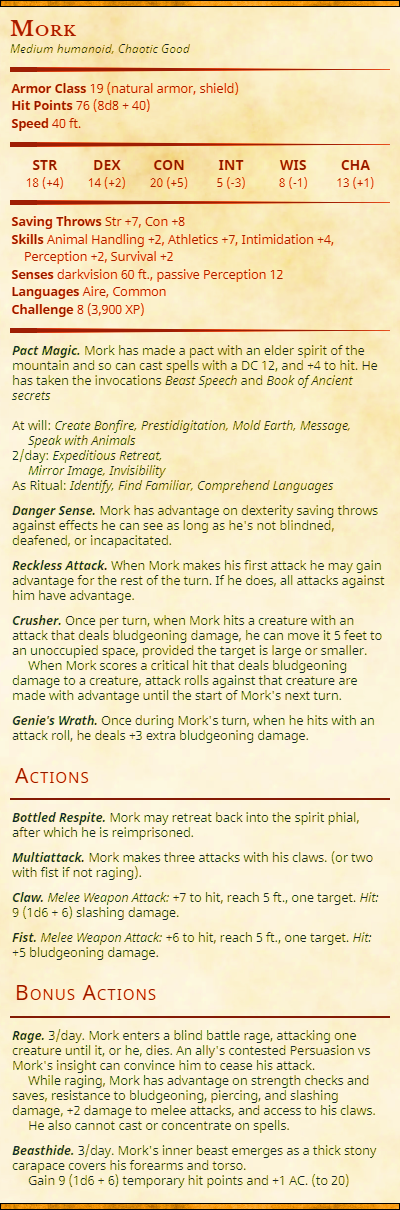 Mork
Medium humanoid, Chaotic Good
Armor Class 19 (natural armor, shield)
Hit Points 76 (8d8 + 40)
Speed 40 ft.
STR DEX CON INT WIS CHA
18 (+4) 14 (+2) 20 (+5) 5 (-3) 8 (-1) 13 (+1)
Saving Throws Str +7, Con +8
Skills Animal Handling +2, Athletics +7, Intimidation +4,
Perception +2, Survival +2
Senses darkvision 60 ft., passive Perception 12
Languages Aire, Common
Challenge 8 (3,900 XP)
Pact Magic. Mork has made a pact with an elder spirit of the
mountain and so can cast spells with a DC 12, and +4 to hit. He
has taken the invocations Beast Speech and Book of Ancient
secrets
At will: Create Bonfire, Prestidigitation, Mold Earth, Message,
Speak with Animals
2/day: Expeditious Retreat,
Mirror Image, Invisibility
As Ritual: Identify, Find Familiar, Comprehend Languages
Danger Sense. Mork has advantage on dexterity saving throws
against effects he can see as long as he's not blindned,
deafened, or incapacitated.
Reckless Attack. When Mork makes his first attack he may gain
advantage for the rest of the turn. If he does, all attacks against
him have advantage.
Crusher. Once per turn, when Mork hits a creature with an
attack that deals bludgeoning damage, he can move it 5 feet to
an unoccupied space, provided the target is large or smaller.
When Mork scores a critical hit that deals bludgeoning
damage to a creature, attack rolls against that creature are
made with advantage until the start of Mork's next turn.
Genie's Wrath. Once during Mork's turn, when he hits with an
attack roll, he deals +3 extra bludgeoning damage.
Actions
Bottled Respite. Mork may retreat back into the spirit phial,
after which he is reimprisoned.
Multiattack. Mork makes three attacks with his claws. (or two
with fist if not raging).
Claw. Melee Weapon Attack: +7 to hit, reach 5 ft., one target. Hit:
9 (1d6 + 6) slashing damage.
Fist. Melee Weapon Attack: +6 to hit, reach 5 ft., one target. Hit:
+5 bludgeoning damage.
Bonus Actions
Rage. 3/day. Mork enters a blind battle rage, attacking one
creature until it, or he, dies. An ally's contested Persuasion vs
Mork's insight can convince him to cease his attack.
While raging, Mork has advantage on strength checks and
saves, resistance to bludgeoning, piercing, and slashing
damage, +2 damage to melee attacks, and access to his claws.
He also cannot cast or concentrate on spells.
Beasthide. 3/day. Mork's inner beast emerges as a thick stony
carapace covers his forearms and torso.
Gain 9 (1d6 + 6) temporary hit points and +1 AC. (to 20)